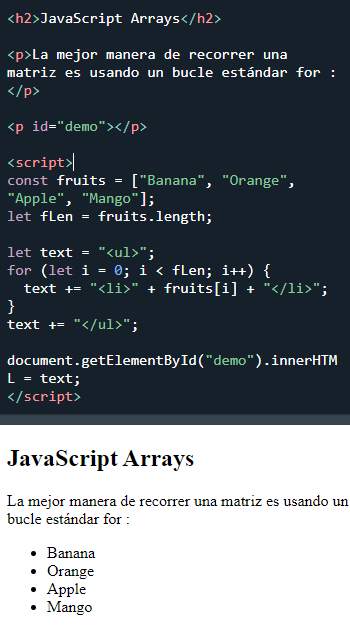 <h2>JavaScript Arrays</h2>
<p>La mejor manera de recorrer una
matriz es usando un bucle estándar for :
</p>
<p id="demo"></p>
<script>
const fruits = ["Banana", "Orange",
"Apple", "Mango"];
let fLen = fruits.length;
let text = "<ul>";
for (let i = 0; i < fLen; i++) {
  text += "<li>" + fruits[i] + "</li>";
}
text += "</ul>";
document.getElementById("demo").innerHTM
L = text;
</script>
JavaScript Arrays
La mejor manera de recorrer una matriz es usando un
bucle estándar for :
• Banana
• Orange
• Apple
• Mango